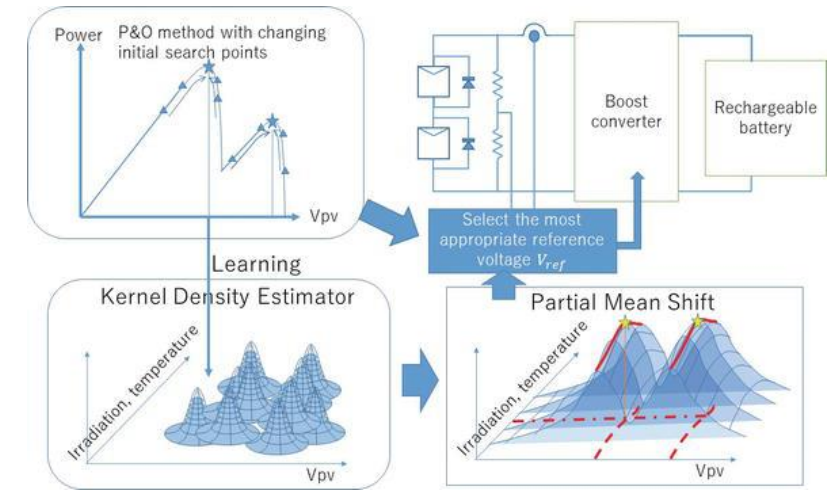 Power
P&O method with changing
initial search points
Vpv
Boost
converter
Rechargeable
battery
Select the most
appropriate reference
voltage V_ref
Learning
Kernel Density Estimator
Irradiation, temperature
Vpv
Partial Mean Shift
Irradiation, temperature
Vpv